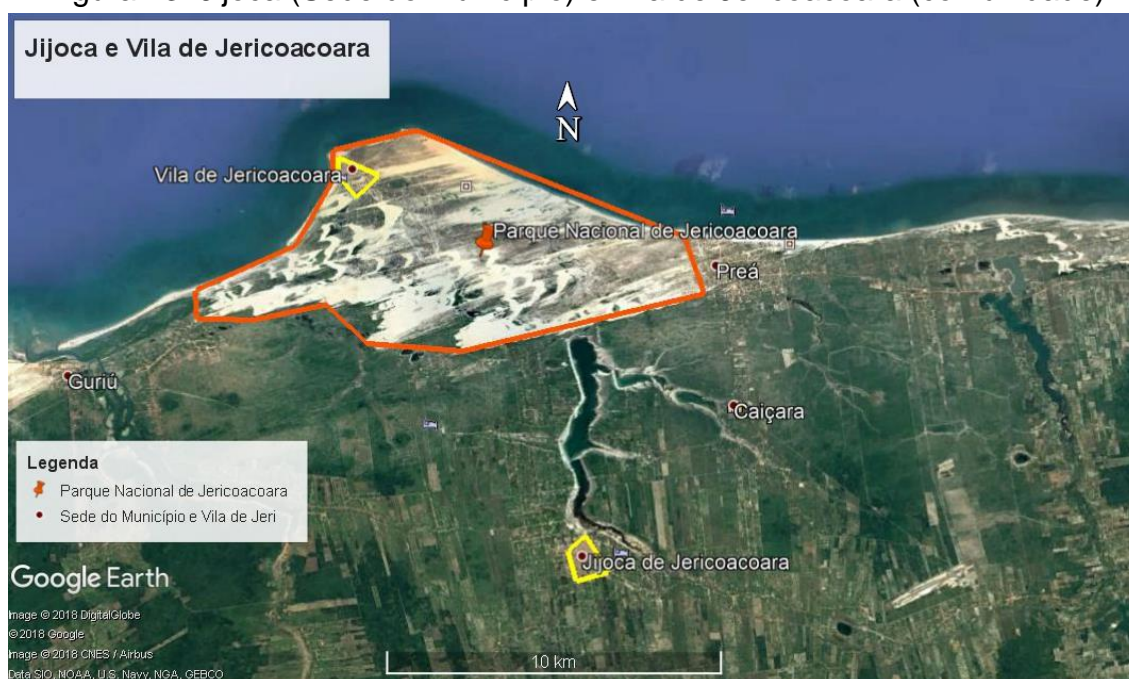 Jijoca e Vila de Jericoacoara
N
Vila de Jericoacoara
Parque Nacional de Jericoacoara
Preá
Guriú
Caiçara
Legenda
Parque Nacional de Jericoacoara
Sede do Município e Vila de Jeri
Jijoca de Jericoacoara
Google Earth
Image © 2018 DigitalGlobe
© 2018 Google
Image © 2018 CNES / Airbus
Data SIO, NOAA, U.S. Navy, NGA, GEBCO
10 km